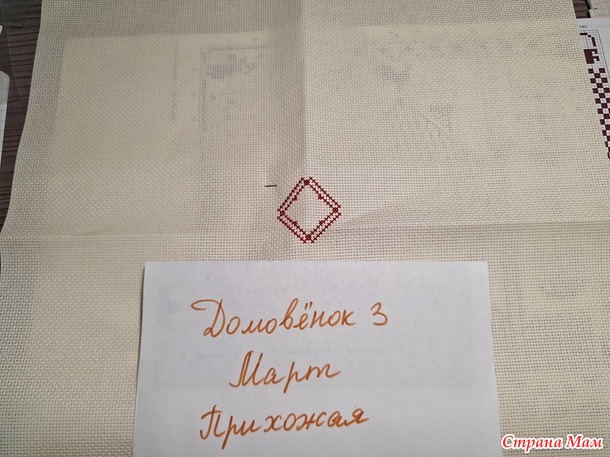 Домовёнок 3
Март
Прихожая
Страна Мам